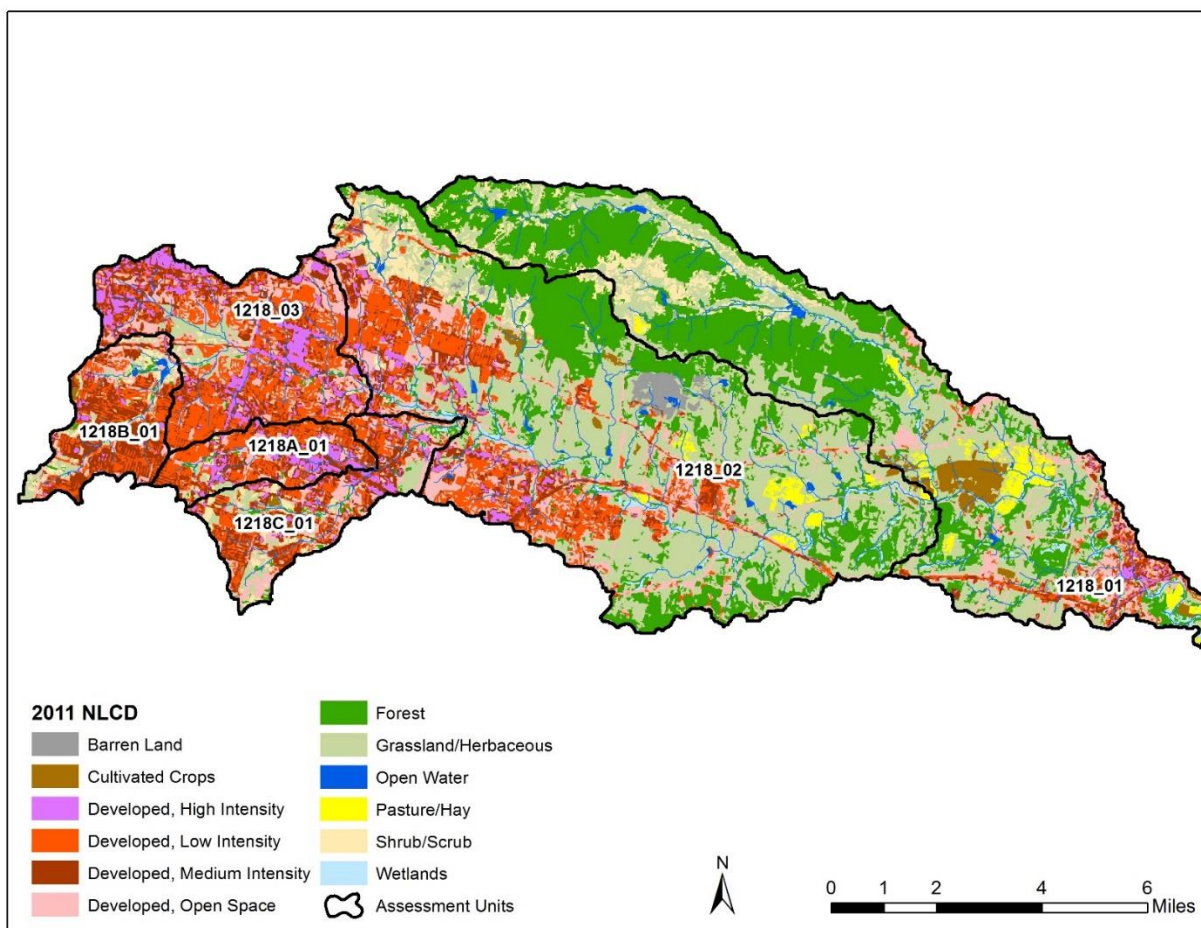 1218_03
1218B_01
1218A_01
1218_02
1218C_01
1218_01
2011 NLCD
Barren Land
Cultivated Crops
Developed, High Intensity
Developed, Low Intensity
Developed, Medium Intensity
Developed, Open Space
Forest
Grassland/Herbaceous
Open Water
Pasture/Hay
Shrub/Scrub
Wetlands
Assessment Units
N
0 1 2 4 6
Miles